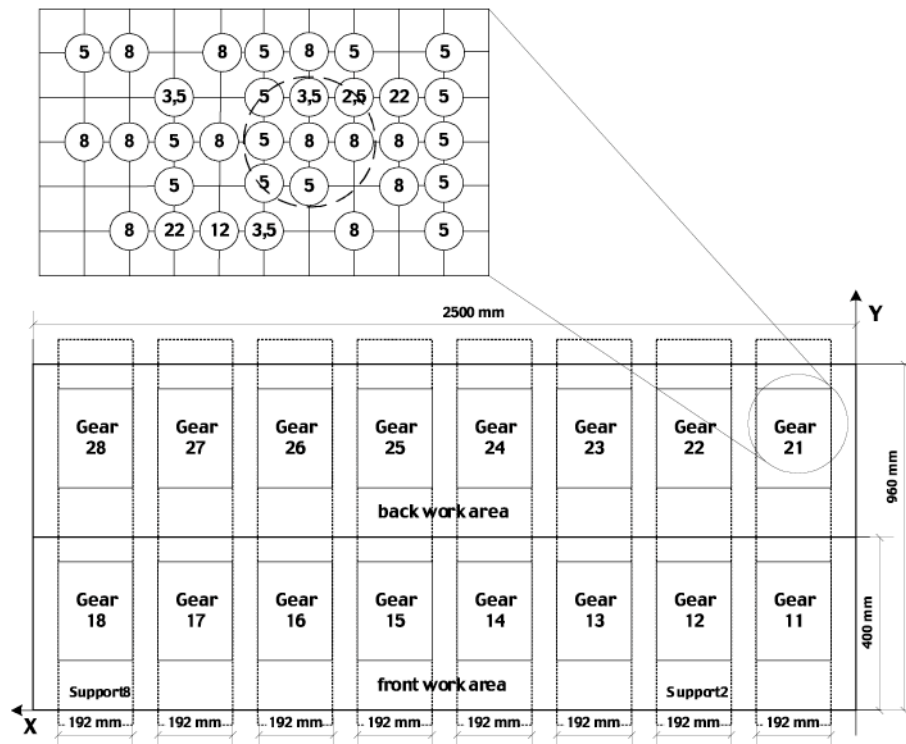 5 8 8 5 8 5 5
3,5 5 3,5 2,5 22 5
8 8 5 8 5 8 8 8 5
5 5 5 8 5
8 22 12 3,5 8 5
2500 mm
Y
Gear Gear Gear Gear Gear Gear Gear Gear
28 27 26 25 24 23 22 21
960 mm
back work area
Gear Gear Gear Gear Gear Gear Gear Gear
18 17 16 15 14 13 12 11
400 mm
Support8 front work area Support2
X 192 mm 192 mm 192 mm 192 mm 192 mm 192 mm 192 mm 192 mm